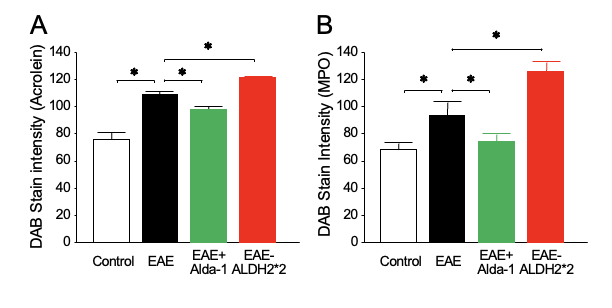 A
DAB Stain intensity (Acrolein)
140
120
100
80
60
40
20
0
*
*
*
Control
EAE
EAE+
Alda-1
EAE-
ALDH2*2
B
DAB Stain Intensity (MPO)
140
120
100
80
60
40
20
0
*
*
*
Control
EAE
EAE+
Alda-1
EAE-
ALDH2*2